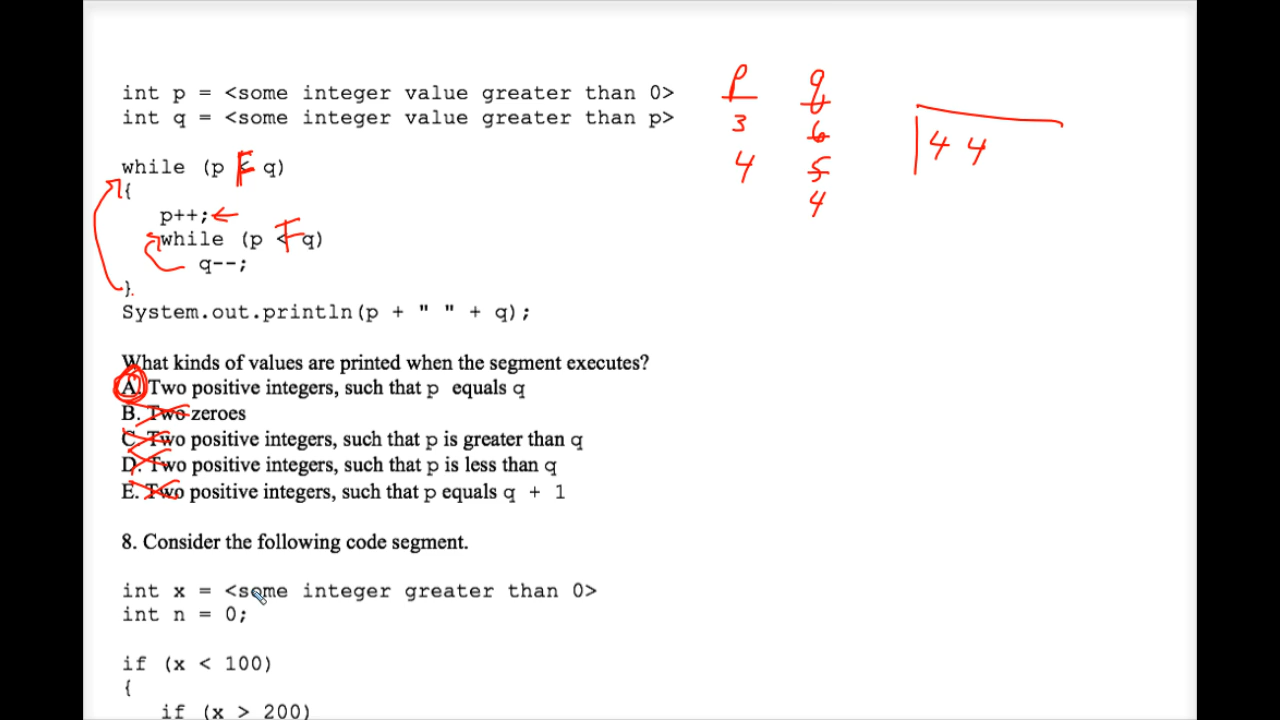 int p = <some integer value greater than 0>
int q = <some integer value greater than p>
while (p < q)
F
{
p++;
while (p < q)
F
q--;
}
System.out.println(p + " " + q);
p q
3 6
4 5
4
4 4
What kinds of values are printed when the segment executes?
A. Two positive integers, such that p equals q
B. Two zeroes
C. Two positive integers, such that p is greater than q
D. Two positive integers, such that p is less than q
E. Two positive integers, such that p equals q + 1
8. Consider the following code segment.
int x = <some integer greater than 0>
int n = 0;
if (x < 100)
{
if (x > 200)